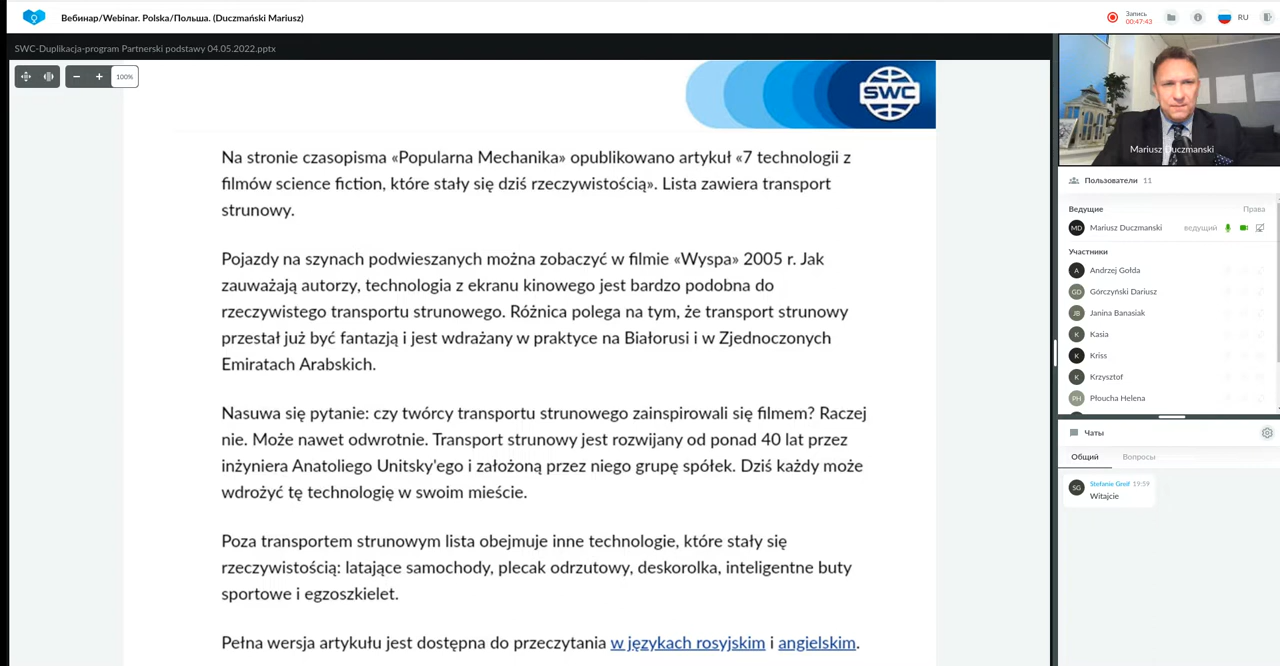 Вебинар/Webinar. Polska/Польша. (Duczmański Mariusz)
Запись
00:47:43
RU
SWC-Duplikacja-program Partnerski podstawy 04.05.2022.pptx
100%
SWC
Na stronie czasopisma «Popularna Mechanika» opublikowano artykuł «7 technologii z
filmów science fiction, które stały się dziś rzeczywistością». Lista zawiera transport
strunowy.
Pojazdy na szynach podwieszanych można zobaczyć w filmie «Wyspa» 2005 r. Jak
zauważają autorzy, technologia z ekranu kinowego jest bardzo podobna do
rzeczywistego transportu strunowego. Różnica polega na tym, że transport strunowy
przestał już być fantazją i jest wdrażany w praktyce na Białorusi i w Zjednoczonych
Emiratach Arabskich.
Nasuwa się pytanie: czy twórcy transportu strunowego zainspirowali się filmem? Raczej
nie. Może nawet odwrotnie. Transport strunowy jest rozwijany od ponad 40 lat przez
inżyniera Anatoliego Unitsky'ego i założoną przez niego grupę spółek. Dziś każdy może
wdrożyć tę technologię w swoim mieście.
Poza transportem strunowym lista obejmuje inne technologie, które stały się
rzeczywistością: latające samochody, plecak odrzutowy, deskorolka, inteligentne buty
sportowe i egzoszkielet.
Pełna wersja artykułu jest dostępna do przeczytania w językach rosyjskim i angielskim.
Mariusz Duczmanski
Пользователи 11
Ведущие Права
MD Mariusz Duczmanski ведущий
Участники
A Andrzej Gołda
GD Górczyński Dariusz
JB Janina Banasiak
K Kasia
K Kriss
K Krzysztof
PH Płoucha Helena
Чаты
Общий Вопросы
SG Stefanie Greif 19:59
Witajcie